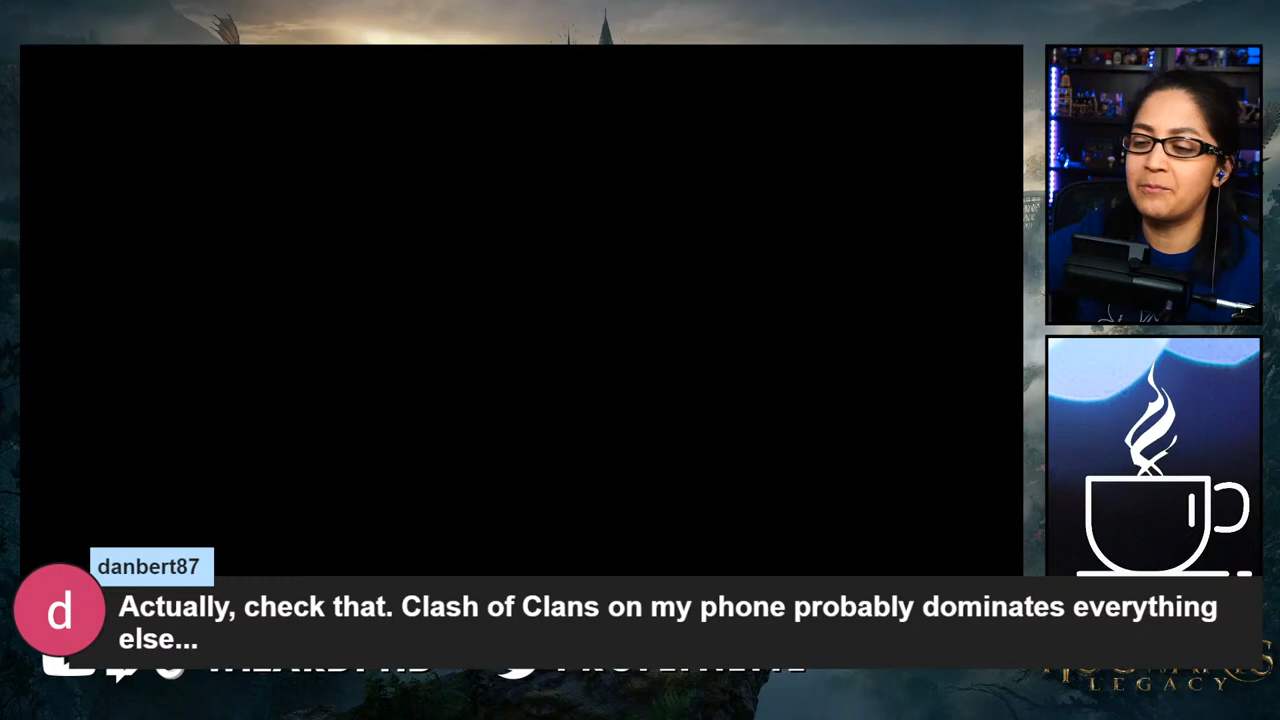 danbert87
d
Actually, check that. Clash of Clans on my phone probably dominates everything
else...
LEGACY